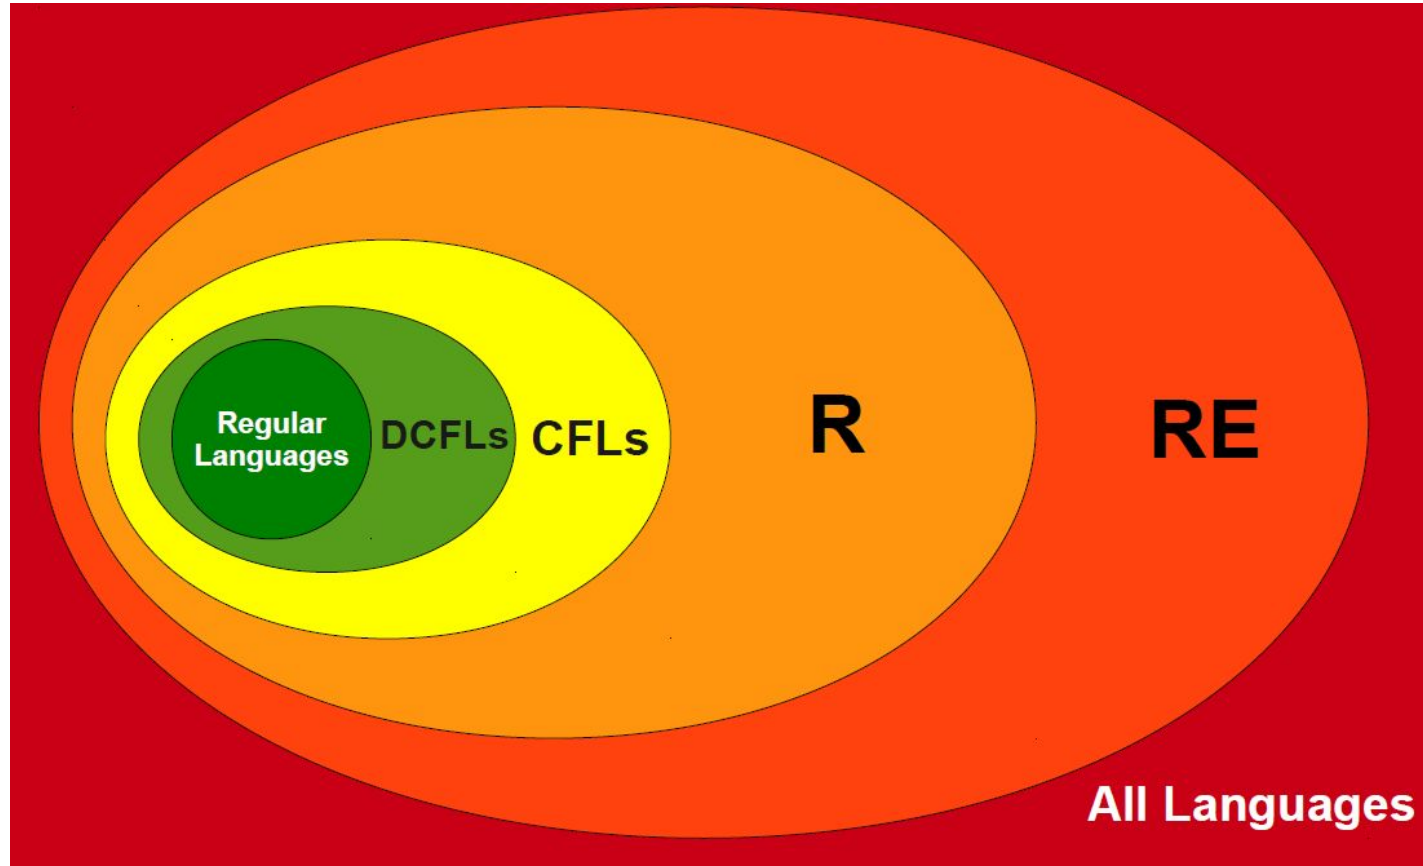 Regular
Languages
DCFLs
CFLs
R
RE
All Languages